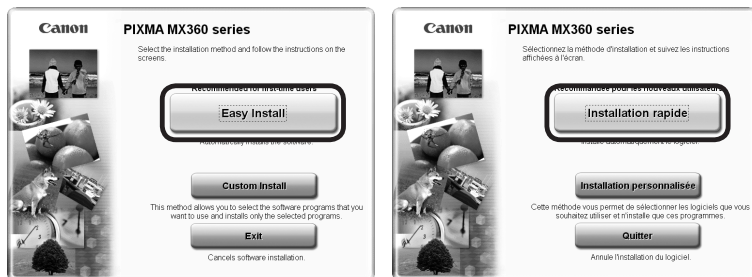 Canon
PIXMA MX360 series
Select the installation method and follow the instructions on the
screens.
Recommended for first-time users
Easy Install
Automatically installs the software.
Custom Install
This method allows you to select the software programs that you
want to use and installs only the selected programs.
Exit
Cancels software installation.
Canon
PIXMA MX360 series
Sélectionnez la méthode d'installation et suivez les instructions
affichées à l'écran.
Recommandée pour les nouveaux utilisateurs
Installation rapide
Installe automatiquement le logiciel.
Installation personnalisée
Cette méthode vous permet de sélectionner les logiciels que vous
souhaitez utiliser et n'installe que ces programmes.
Quitter
Annule l'installation du logiciel.